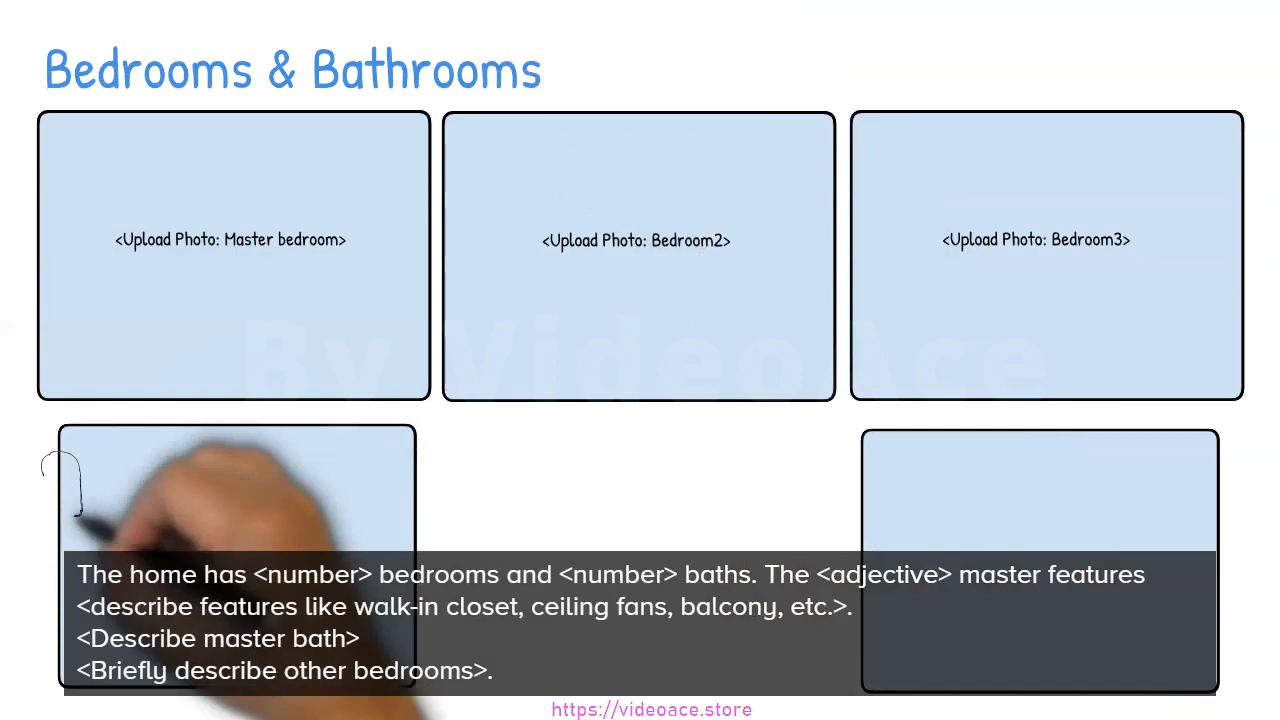 Bedrooms & Bathrooms
<Upload Photo: Master bedroom>
<Upload Photo: Bedroom2>
<Upload Photo: Bedroom3>
By VideoAce
The home has <number> bedrooms and <number> baths. The <adjective> master features
<describe features like walk-in closet, ceiling fans, balcony, etc.>.
<Describe master bath>
<Briefly describe other bedrooms>.
https://videoace.store